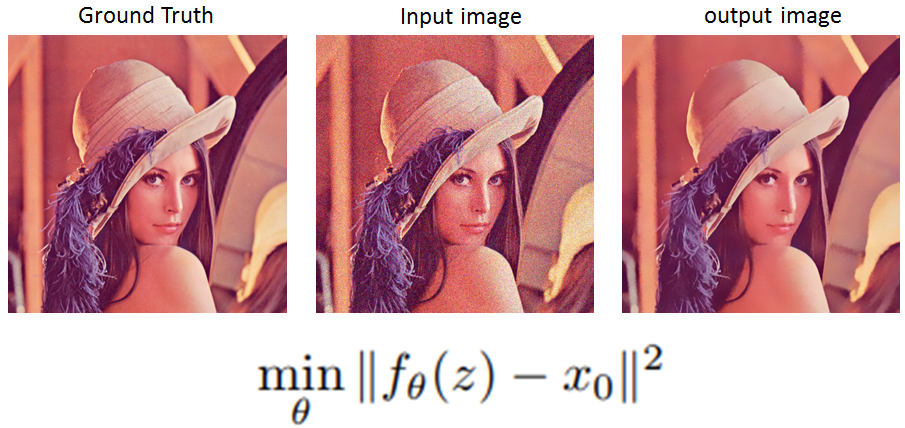 Ground Truth
Input image
output image
min_θ ‖f_θ(z) − x_0‖^2